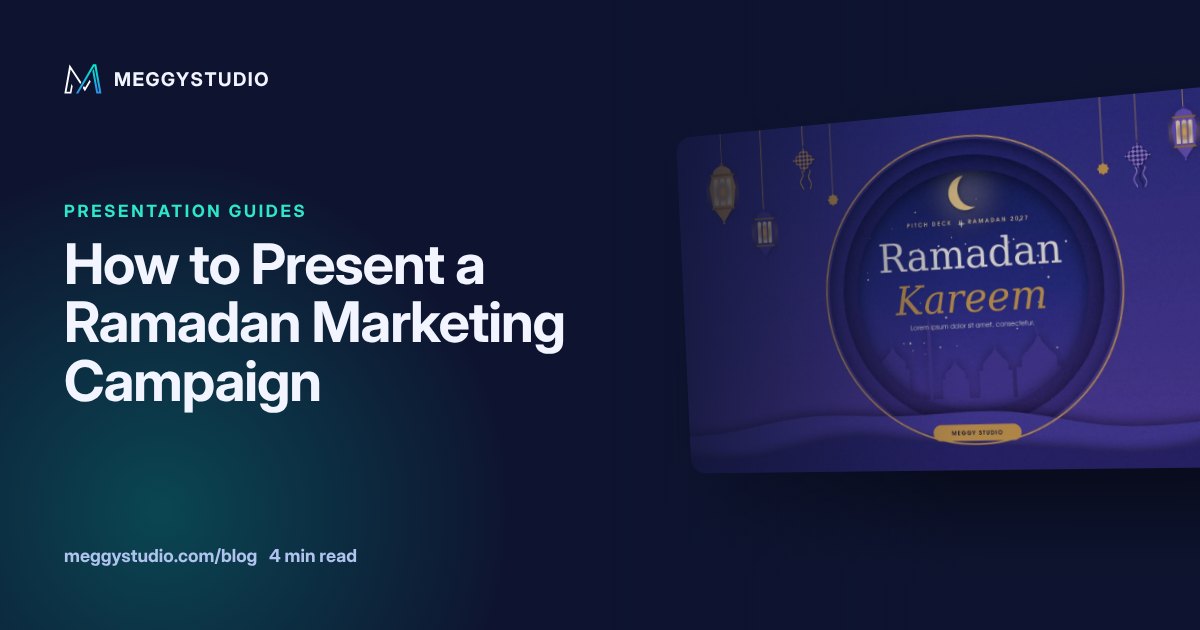 MEGGYSTUDIO
PRESENTATION GUIDES
How to Present a
Ramadan Marketing
Campaign
meggystudio.com/blog 4 min read
PITCH DECK RAMADAN 2027
Ramadan
Kareem
Lorem ipsum dolor sit amet, consectetur.
MEGGY STUDIO